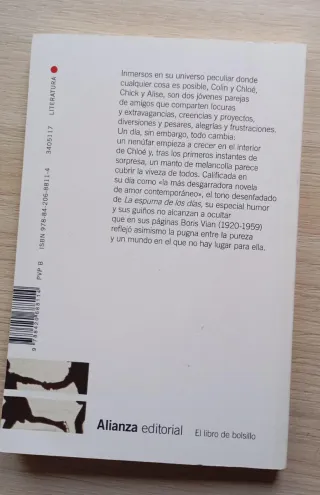 Inmersos en su universo peculiar donde
cualquier cosa es posible, Colin y Chloé,
Chick y Alise, son dos jóvenes parejas
de amigos que comparten locuras
y extravagancias, creencias y proyectos,
diversiones y pesares, alegrías y frustraciones.
Un día, sin embargo, todo cambia:
un nenúfar empieza a crecer en el interior
de Chloé y, tras los primeros instantes de
sorpresa, un manto de melancolía parece
cubrir la viveza de todos. Calificada en
su día como «la más desgarradora novela
de amor contemporáneo», el tono desenfadado
de La espuma de los días, su especial humor
y sus guiños no alcanzan a ocultar
que en sus páginas Boris Vian (1920-1959)
reflejó asimismo la pugna entre la pureza
y un mundo en el que no hay lugar para ella.
LITERATURA
3405117
ISBN 978-84-206-8811-4
PVP B
Alianza editorial
El libro de bolsillo